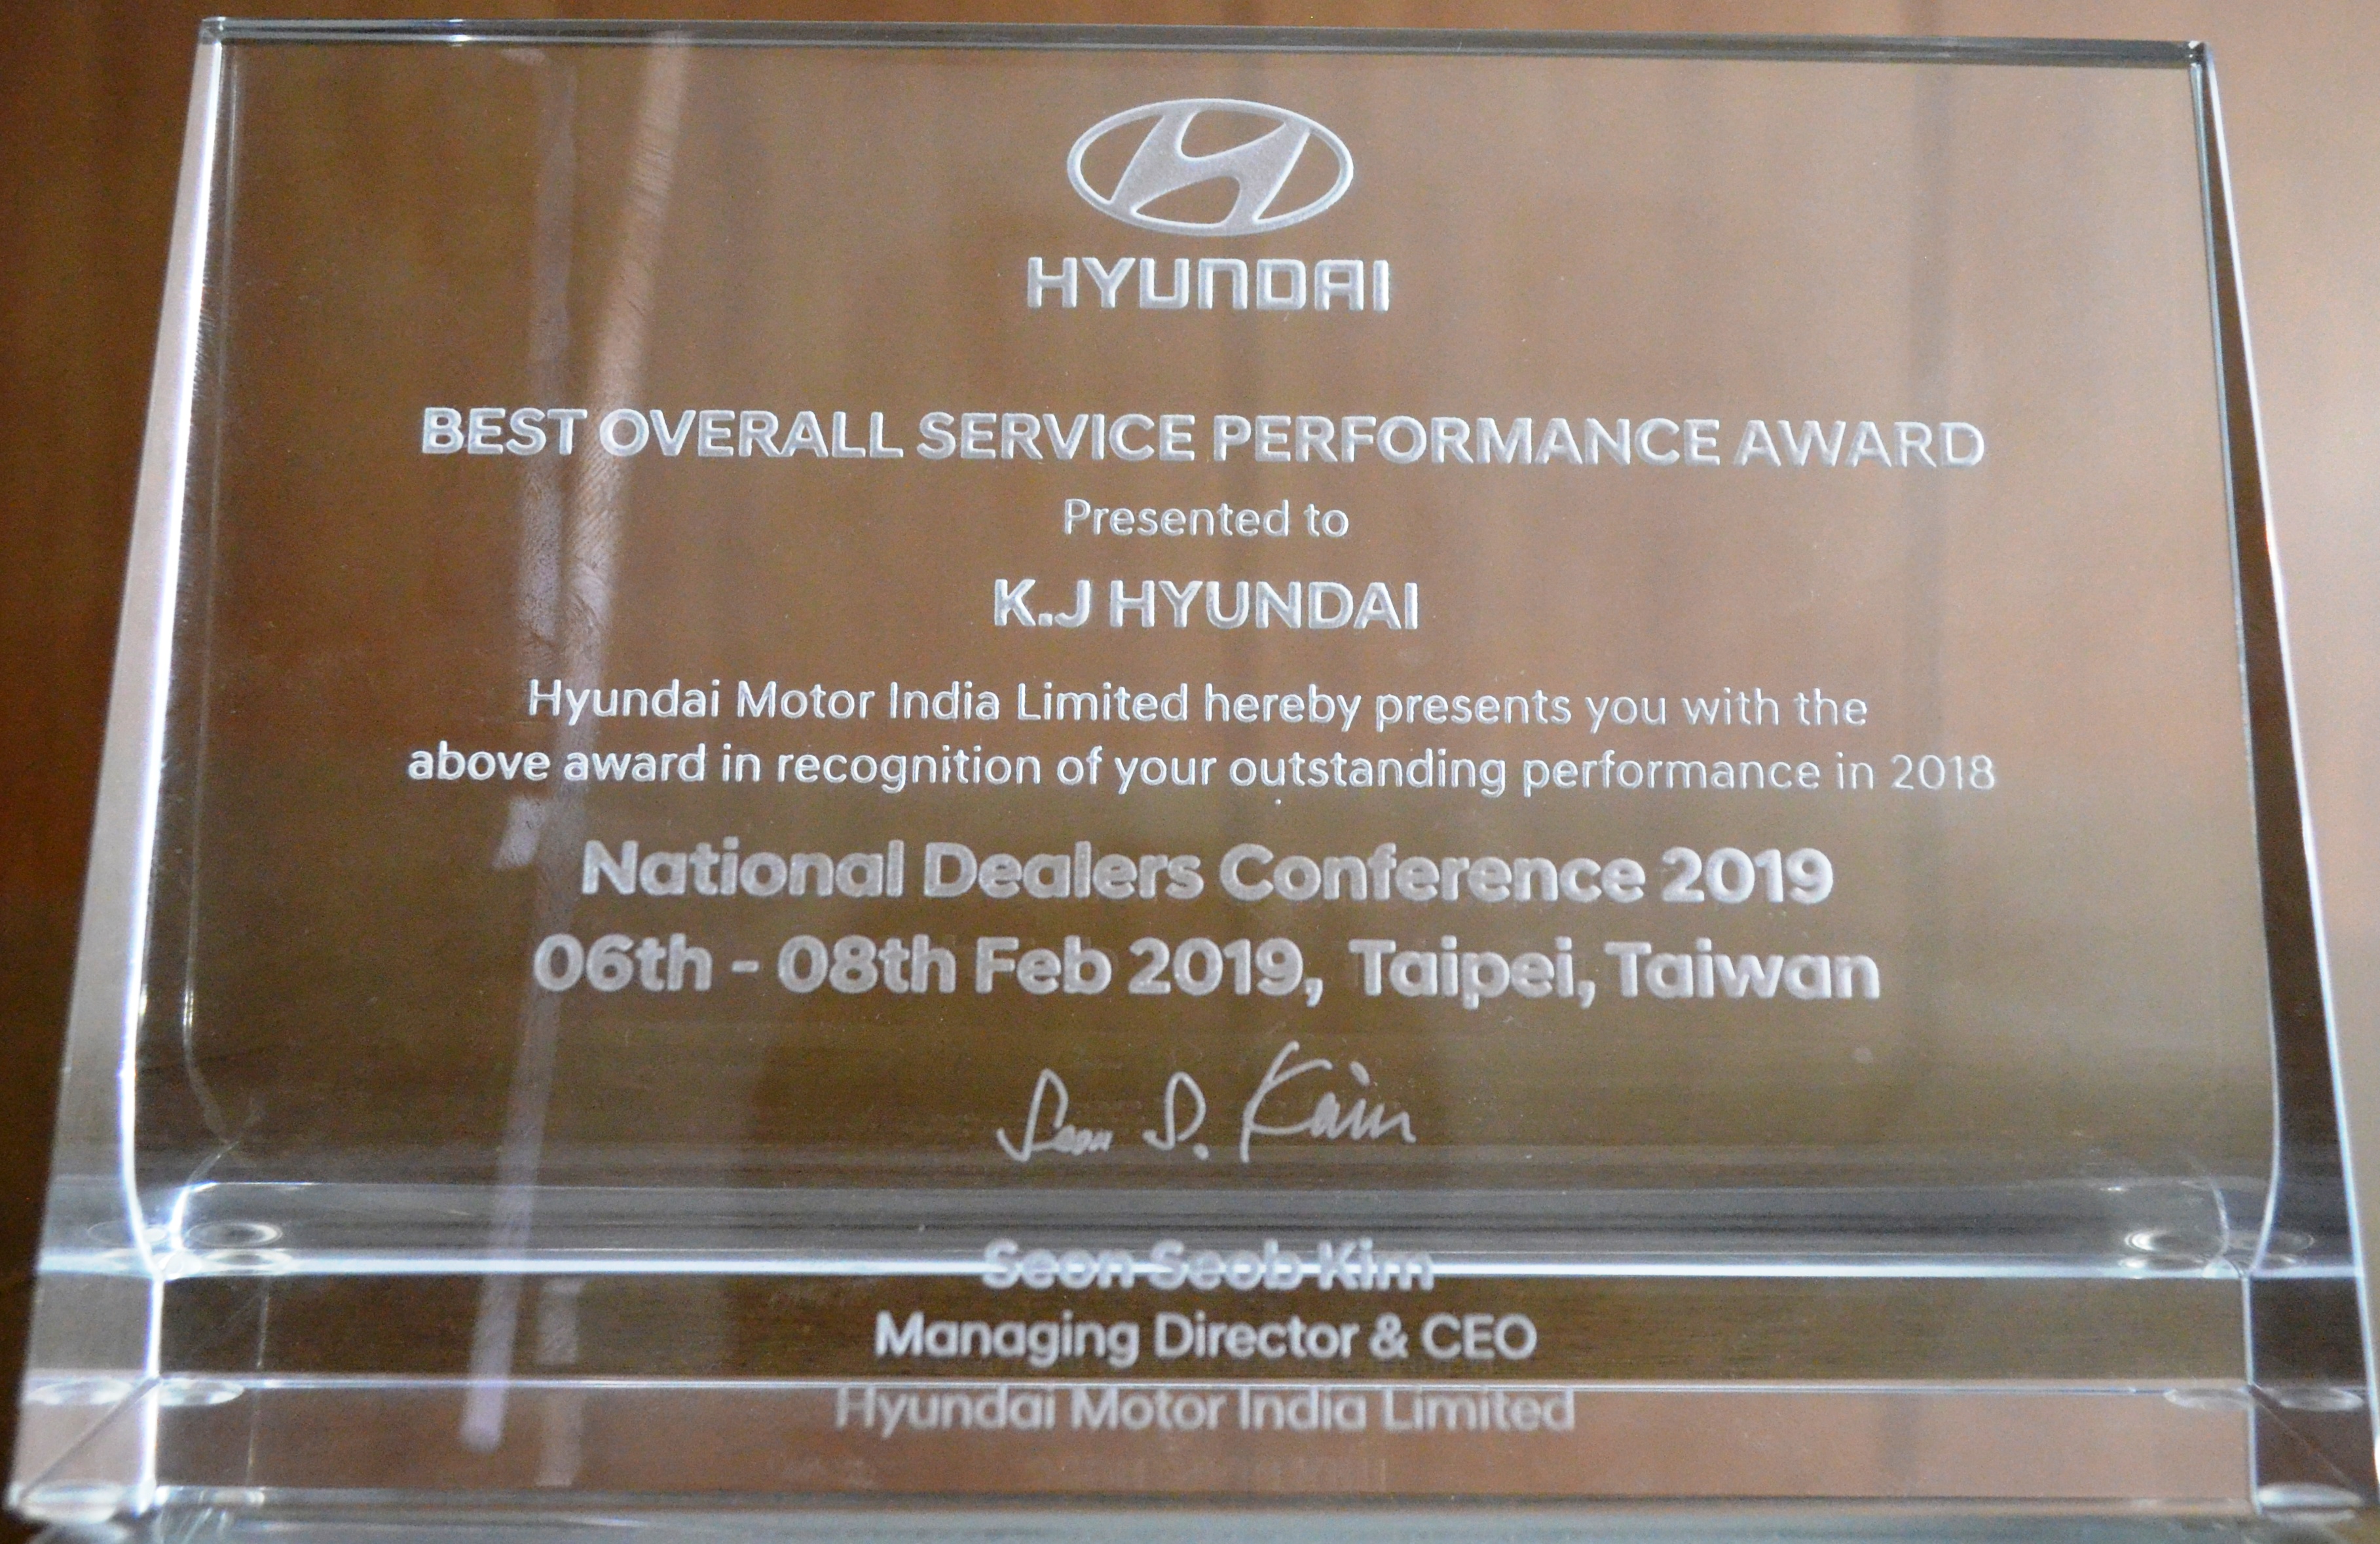 HYUNDAI
BEST OVERALL SERVICE PERFORMANCE AWARD
Presented to
K.J HYUNDAI
Hyundai Motor India Limited hereby presents you with the
above award in recognition of your outstanding performance in 2018
National Dealers Conference 2019
06th - 08th Feb 2019, Taipei, Taiwan
Seon S. Kim
Seon Seob Kim
Managing Director & CEO
Hyundai Motor India Limited